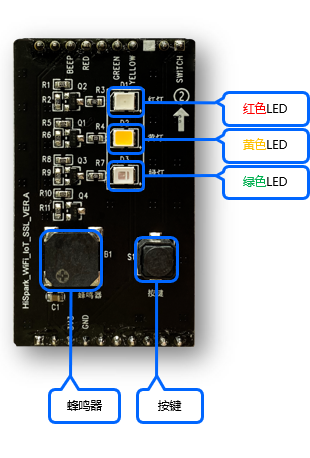 BEEP
RED
GREEN
YELLOW
SWITCH
R1
R2
Q2
R3
红灯
②
红色LED
R5
R6
Q1
R4
黄灯
黄色LED
R8
R9
Q3
R7
绿灯
绿色LED
R10
R11
Q4
HiSpark_WiFi_IoT_SSL_VER.A
B1
S1
C1
蜂鸣器
按键
3V3
GND
蜂鸣器
按键